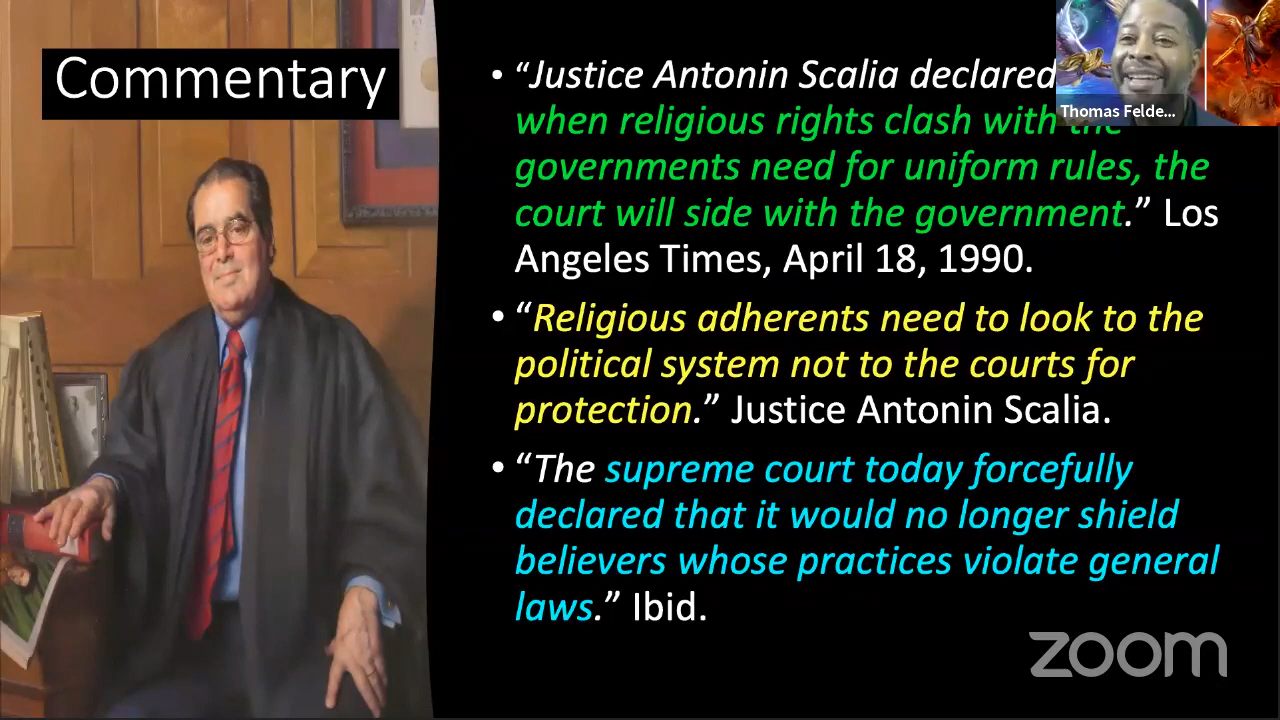 Commentary
• “Justice Antonin Scalia declared
when religious rights clash with the
governments need for uniform rules, the
court will side with the government.” Los
Angeles Times, April 18, 1990.
• “Religious adherents need to look to the
political system not to the courts for
protection.” Justice Antonin Scalia.
• “The supreme court today forcefully
declared that it would no longer shield
believers whose practices violate general
laws.” Ibid.
Thomas Felde...
zoom